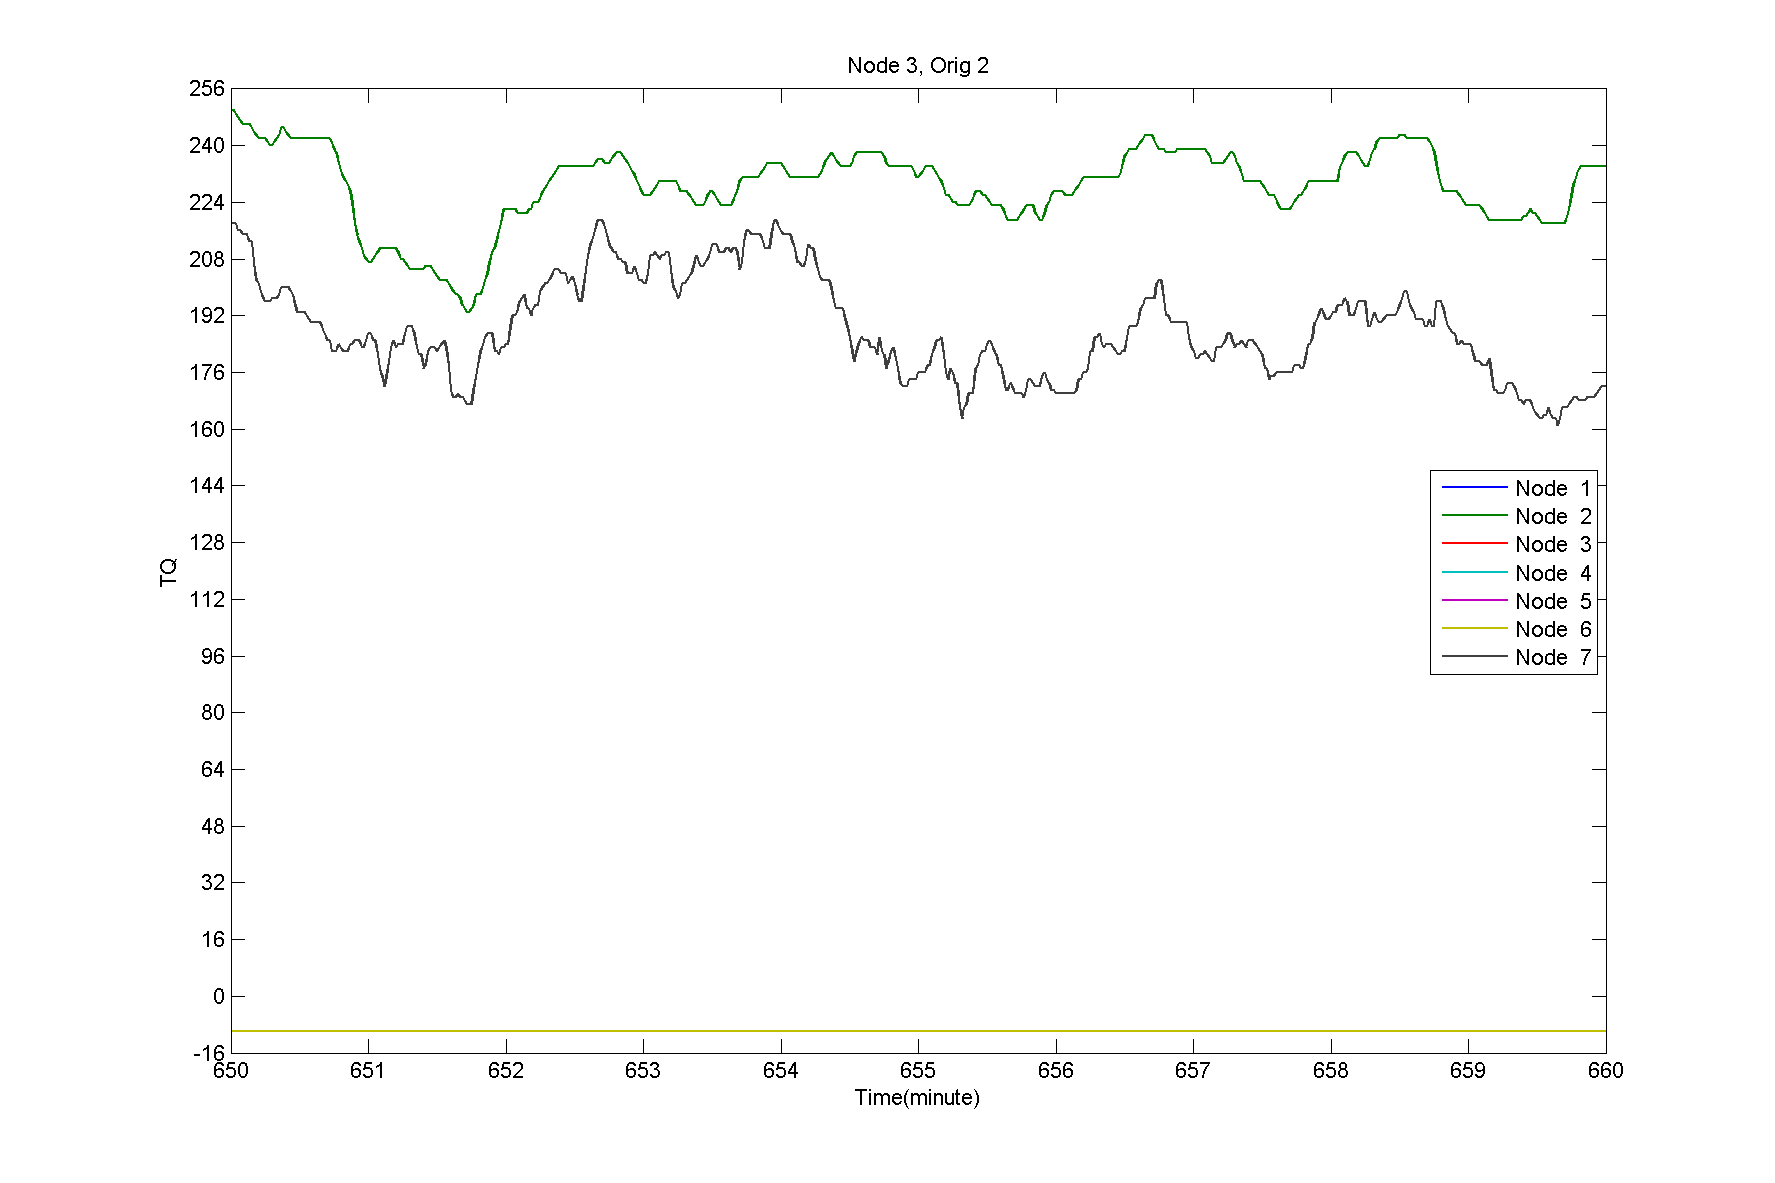 Node 3, Orig 2
256
240
224
208
192
176
160
144
128
112
96
80
64
48
32
16
0
-16
TQ
Node 1
Node 2
Node 3
Node 4
Node 5
Node 6
Node 7
650 651 652 653 654 655 656 657 658 659 660
Time(minute)